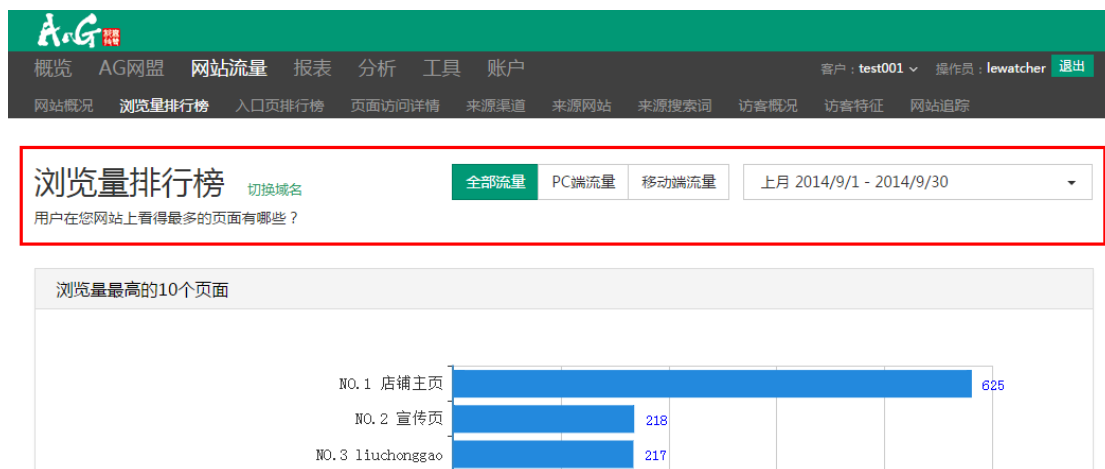 A.G
概览 AG网盟 网站流量 报表 分析 工具 账户 客户：test001 操作员：lewatcher 退出
网站概况 浏览量排行榜 入口页排行榜 页面访问详情 来源渠道 来源网站 来源搜索词 访客概况 访客特征 网站追踪
浏览量排行榜 切换域名 全部流量 PC端流量 移动端流量 上月 2014/9/1 - 2014/9/30
用户在您网站上看得最多的页面有哪些？
浏览量最高的10个页面
NO.1 店铺主页 625
NO.2 宣传页 218
NO.3 liuchonggao 217